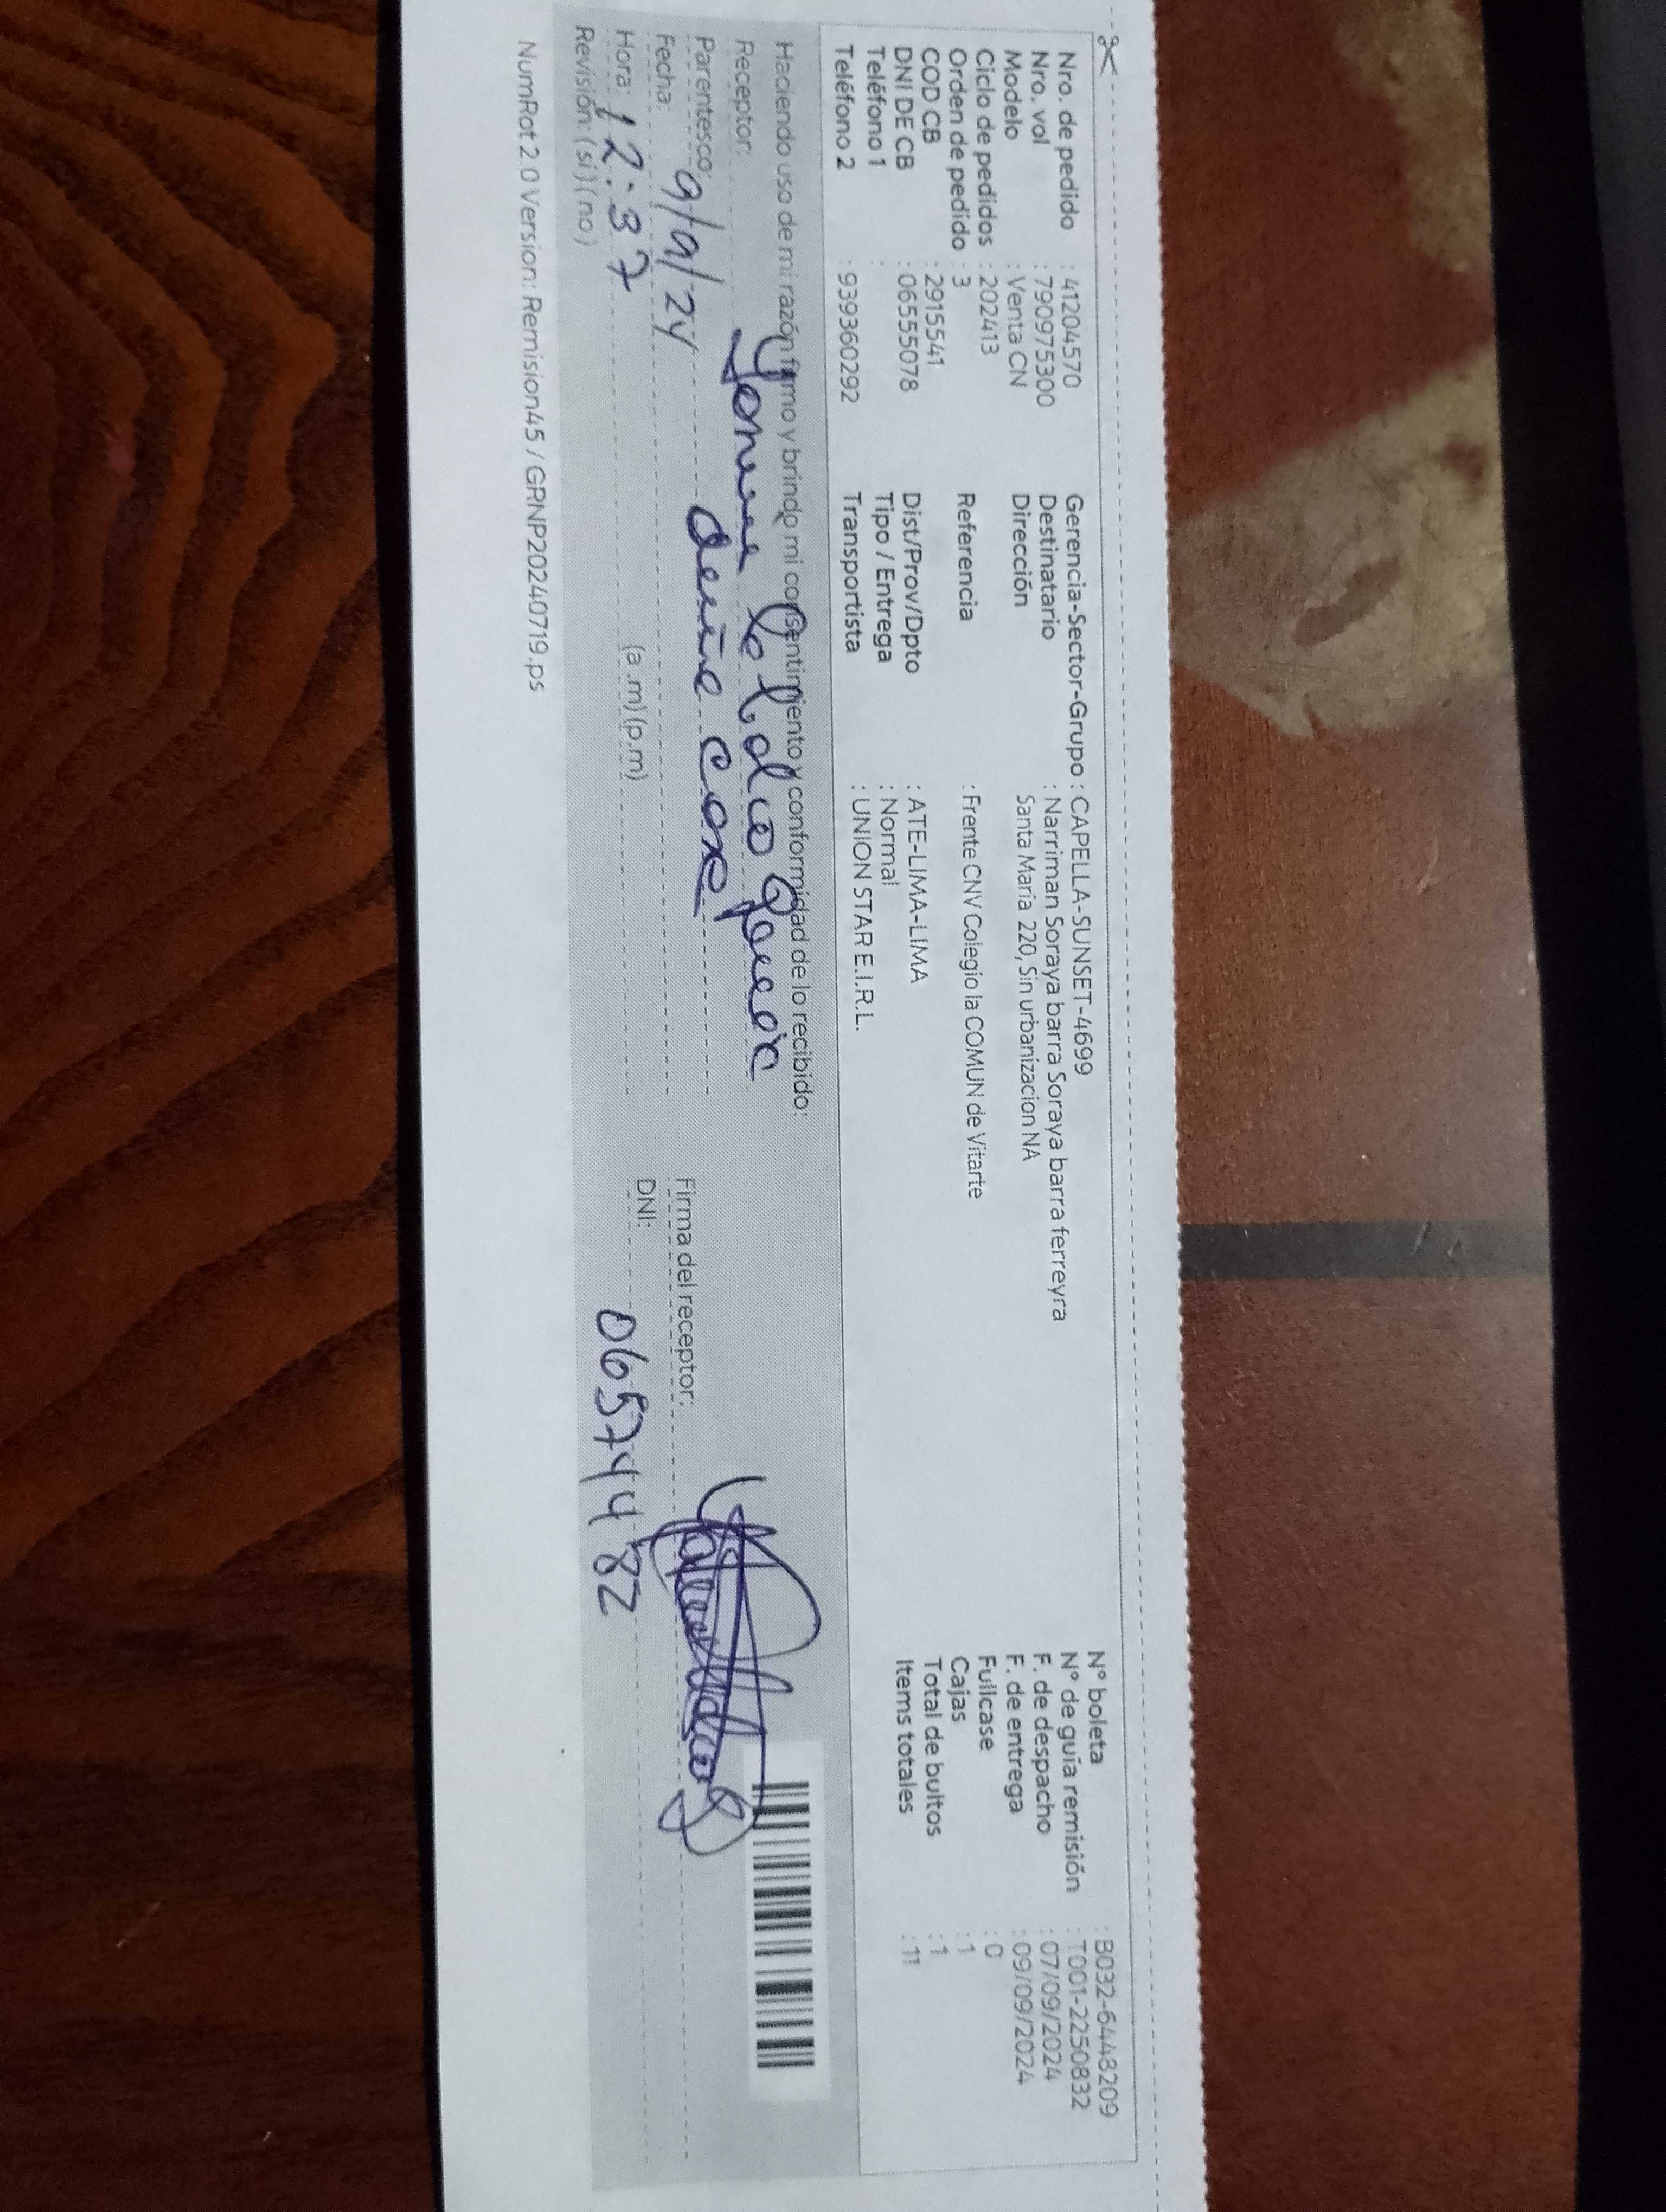 Nro. de pedido : 41204570
Nro. vol : 790975300
Modelo : Venta CN
Ciclo de pedidos : 202413
Orden de pedido : 3
COD CB : 2915541
DNI DE CB : 06555078
Teléfono 1 :
Teléfono 2 : 939360292
Gerencia-Sector-Grupo : CAPELLA-SUNSET-4699
Destinatario : Narriman Soraya barra Soraya barra ferreyra
Dirección Santa Maria 220, Sin urbanizacion NA
Referencia : Frente CNV Colegio la COMUN de Vitarte
Dist/Prov/Dpto : ATE-LIMA-LIMA
Tipo / Entrega : Normal
Transportista : UNION STAR E.I.R.L.
N° boleta : B032-6448209
N° de guía remisión : T001-2250832
F. de despacho : 07/09/2024
F. de entrega : 09/09/2024
Fullcase : 0
Cajas : 1
Total de bultos : 1
Items totales : 11
Haciendo uso de mi razón firmo y brindo mi consentimiento y conformidad de lo recibido:
Receptor:
Parentesco:
Fecha: 9/9/24
Hora: 12:37 (a .m) (p.m)
Revisión: ( si ) ( no )
Firma del receptor:
DNI: 06574482
NumRot 2.0 Version: Remision45 / GRNP20240719.ps